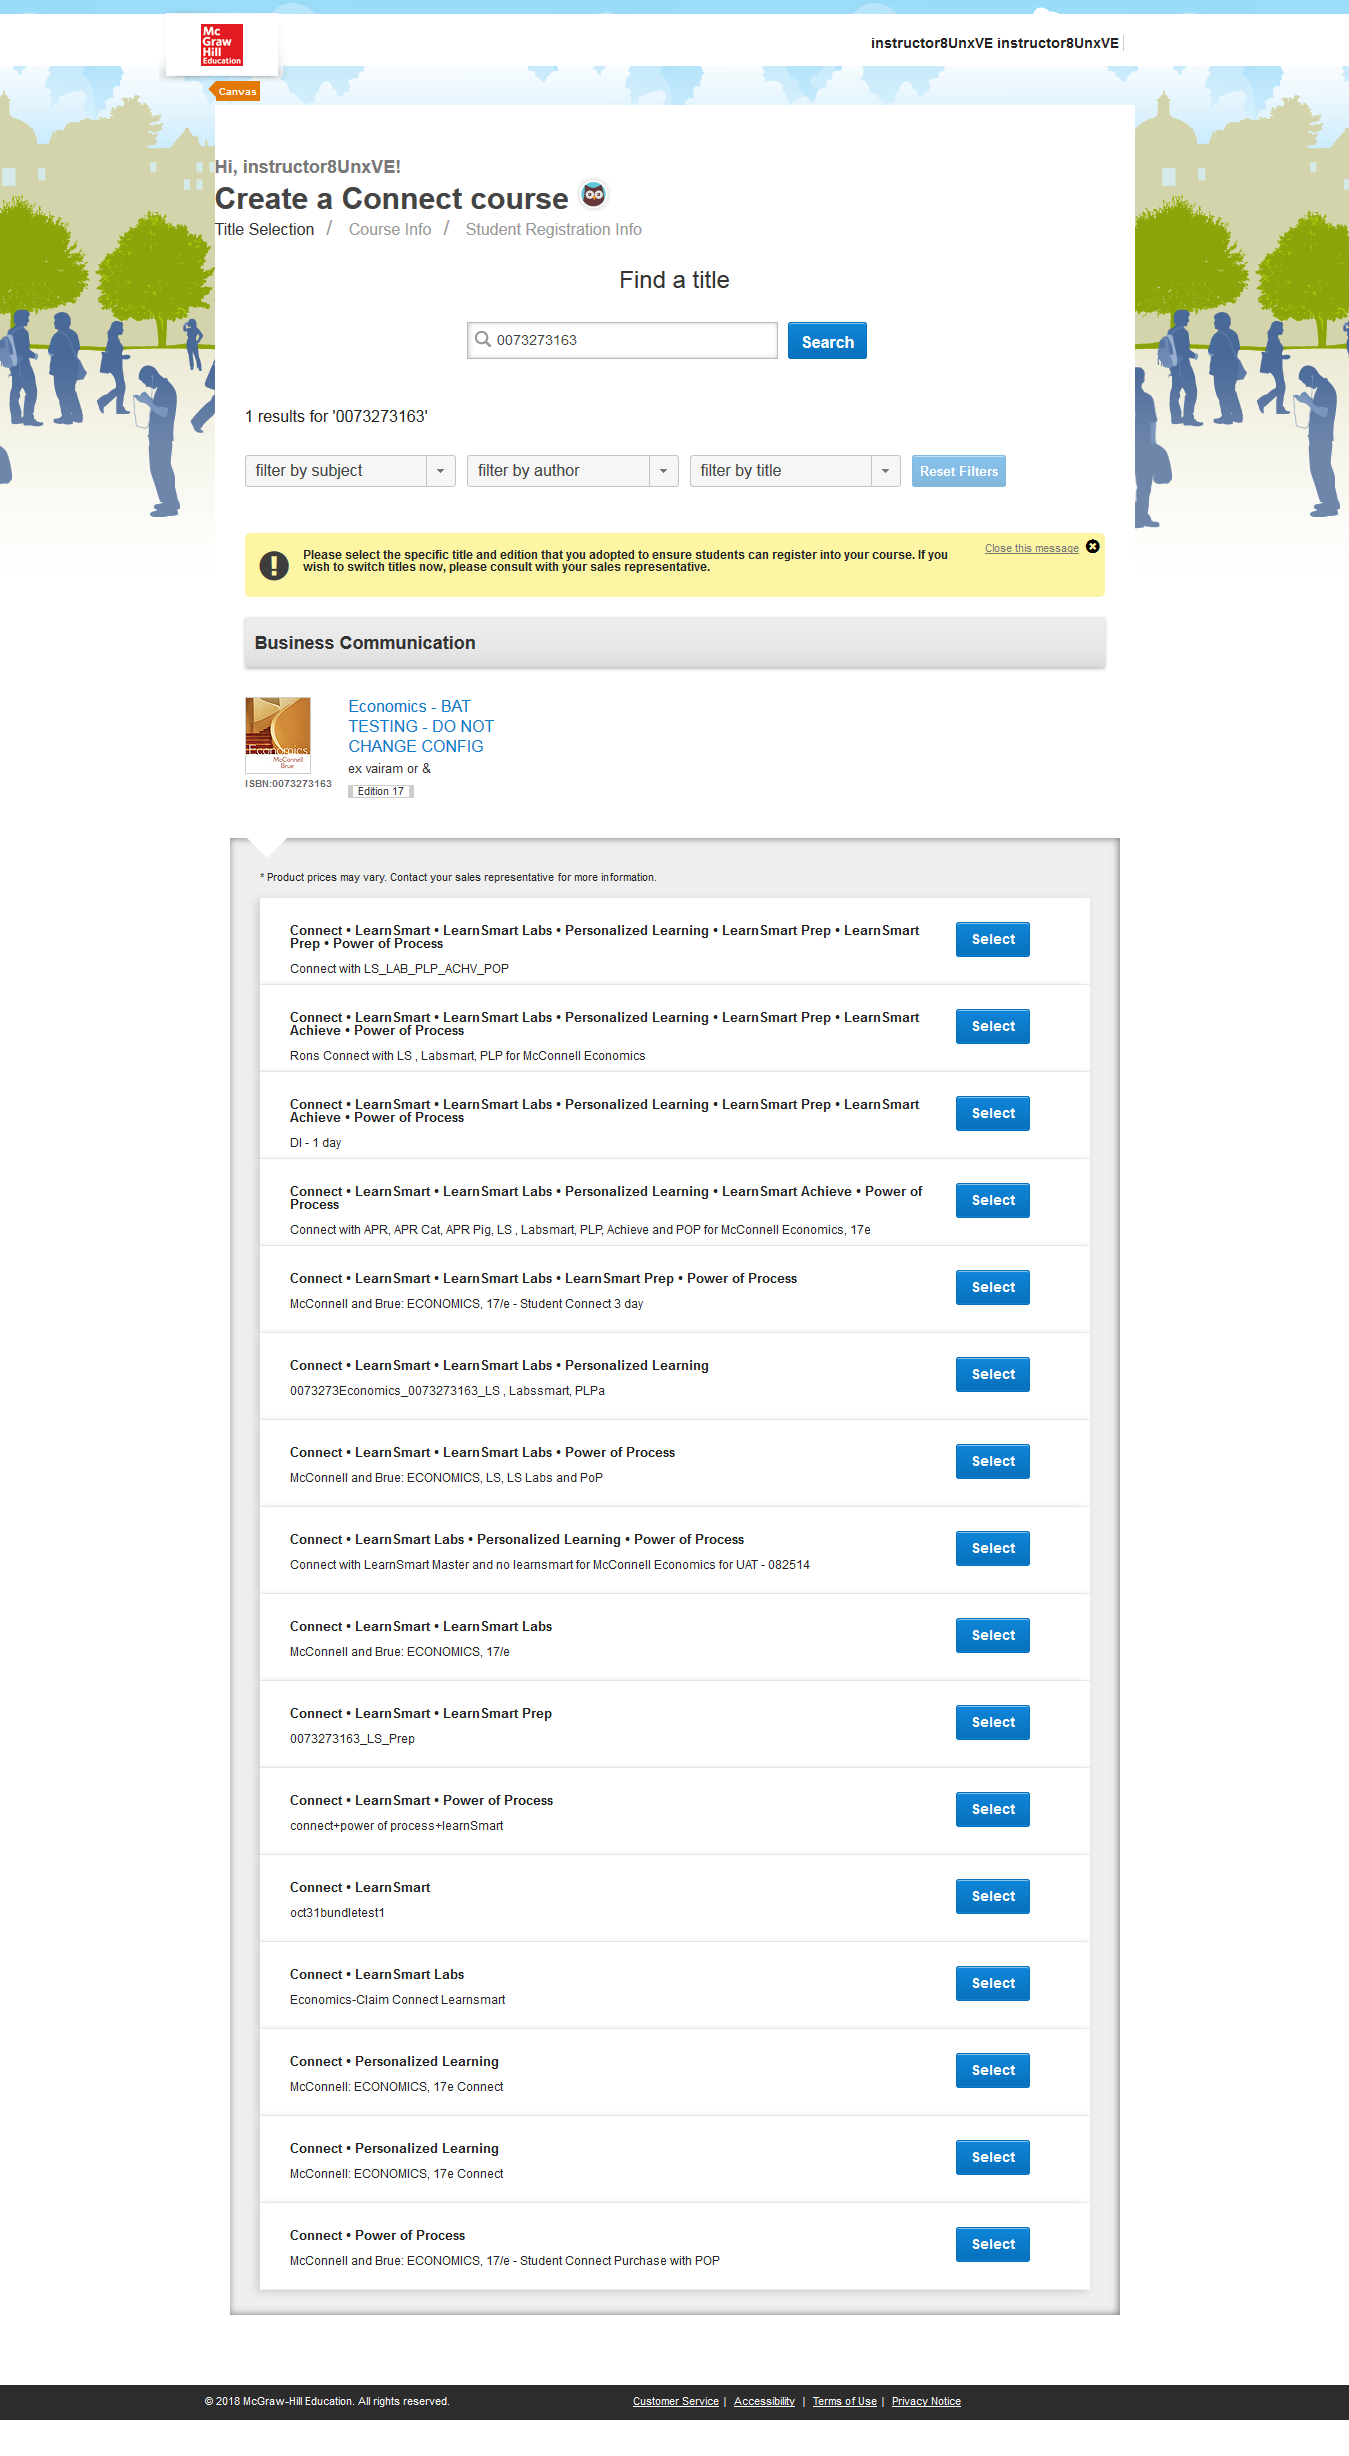 Mc
Graw
Hill
Education
instructor8UnxVE instructor8UnxVE
Canvas
Hi, instructor8UnxVE!
Create a Connect course
Title Selection / Course Info / Student Registration Info
Find a title
0073273163
Search
1 results for '0073273163'
filter by subject
filter by author
filter by title
Reset Filters
Please select the specific title and edition that you adopted to ensure students can register into your course. If you
wish to switch titles now, please consult with your sales representative.
Close this message
Business Communication
Economics
McConnell
Brue
ISBN:0073273163
Economics - BAT
TESTING - DO NOT
CHANGE CONFIG
ex vairam or &
Edition 17
* Product prices may vary. Contact your sales representative for more information.
Connect • LearnSmart • LearnSmart Labs • Personalized Learning • LearnSmart Prep • LearnSmart
Prep • Power of Process
Connect with LS_LAB_PLP_ACHV_POP
Select
Connect • LearnSmart • LearnSmart Labs • Personalized Learning • LearnSmart Prep • LearnSmart
Achieve • Power of Process
Rons Connect with LS , Labsmart, PLP for McConnell Economics
Select
Connect • LearnSmart • LearnSmart Labs • Personalized Learning • LearnSmart Prep • LearnSmart
Achieve • Power of Process
DI - 1 day
Select
Connect • LearnSmart • LearnSmart Labs • Personalized Learning • LearnSmart Achieve • Power of
Process
Connect with APR, APR Cat, APR Pig, LS , Labsmart, PLP, Achieve and POP for McConnell Economics, 17e
Select
Connect • LearnSmart • LearnSmart Labs • LearnSmart Prep • Power of Process
McConnell and Brue: ECONOMICS, 17/e - Student Connect 3 day
Select
Connect • LearnSmart • LearnSmart Labs • Personalized Learning
0073273Economics_0073273163_LS , Labssmart, PLPa
Select
Connect • LearnSmart • LearnSmart Labs • Power of Process
McConnell and Brue: ECONOMICS, LS, LS Labs and PoP
Select
Connect • LearnSmart Labs • Personalized Learning • Power of Process
Connect with LearnSmart Master and no learnsmart for McConnell Economics for UAT - 082514
Select
Connect • LearnSmart • LearnSmart Labs
McConnell and Brue: ECONOMICS, 17/e
Select
Connect • LearnSmart • LearnSmart Prep
0073273163_LS_Prep
Select
Connect • LearnSmart • Power of Process
connect+power of process+learnSmart
Select
Connect • LearnSmart
oct31bundletest1
Select
Connect • LearnSmart Labs
Economics-Claim Connect Learnsmart
Select
Connect • Personalized Learning
McConnell: ECONOMICS, 17e Connect
Select
Connect • Personalized Learning
McConnell: ECONOMICS, 17e Connect
Select
Connect • Power of Process
McConnell and Brue: ECONOMICS, 17/e - Student Connect Purchase with POP
Select
© 2018 McGraw-Hill Education. All rights reserved.
Customer Service | Accessibility | Terms of Use | Privacy Notice